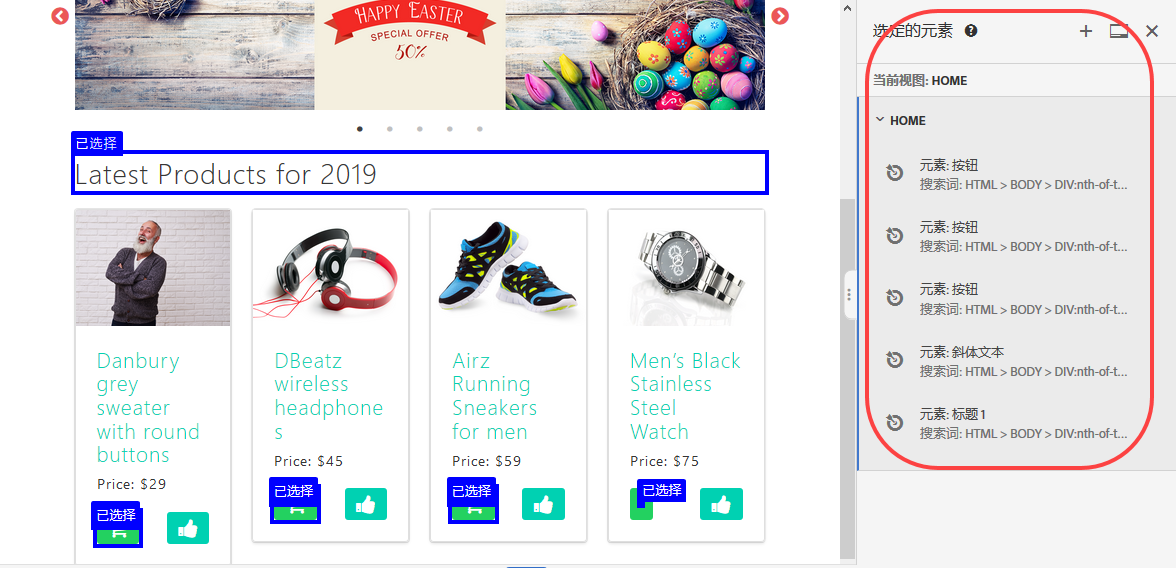 HAPPY EASTER
SPECIAL OFFER
50%
已选择
Latest Products for 2019
Danbury
grey
sweater
with round
buttons
Price: $29
已选择
DBeatz
wireless
headphone
s
Price: $45
已选择
Airz
Running
Sneakers
for men
Price: $59
已选择
Men’s Black
Stainless
Steel
Watch
Price: $75
已选择
选定的元素
当前视图: HOME
HOME
元素: 按钮
搜索词: HTML > BODY > DIV:nth-of-t...
元素: 按钮
搜索词: HTML > BODY > DIV:nth-of-t...
元素: 按钮
搜索词: HTML > BODY > DIV:nth-of-t...
元素: 斜体文本
搜索词: HTML > BODY > DIV:nth-of-t...
元素: 标题1
搜索词: HTML > BODY > DIV:nth-of-t...